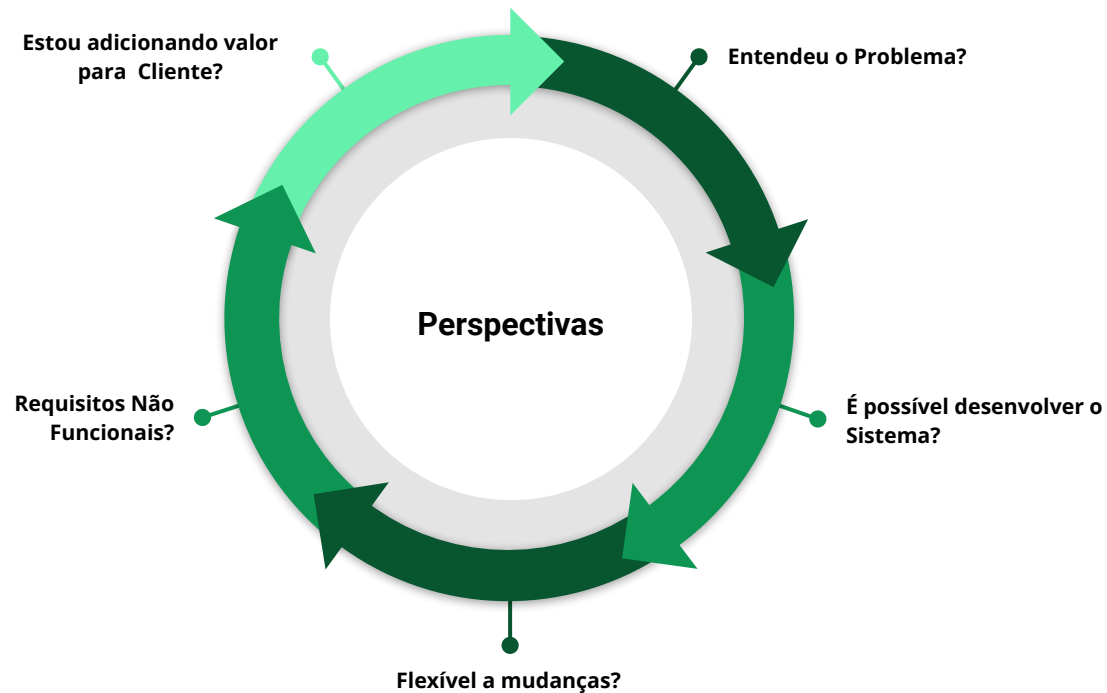 Estou adicionando valor
para  Cliente?
Entendeu o Problema?
Perspectivas
Requisitos Não
Funcionais?
É possível desenvolver o
Sistema?
Flexível a mudanças?